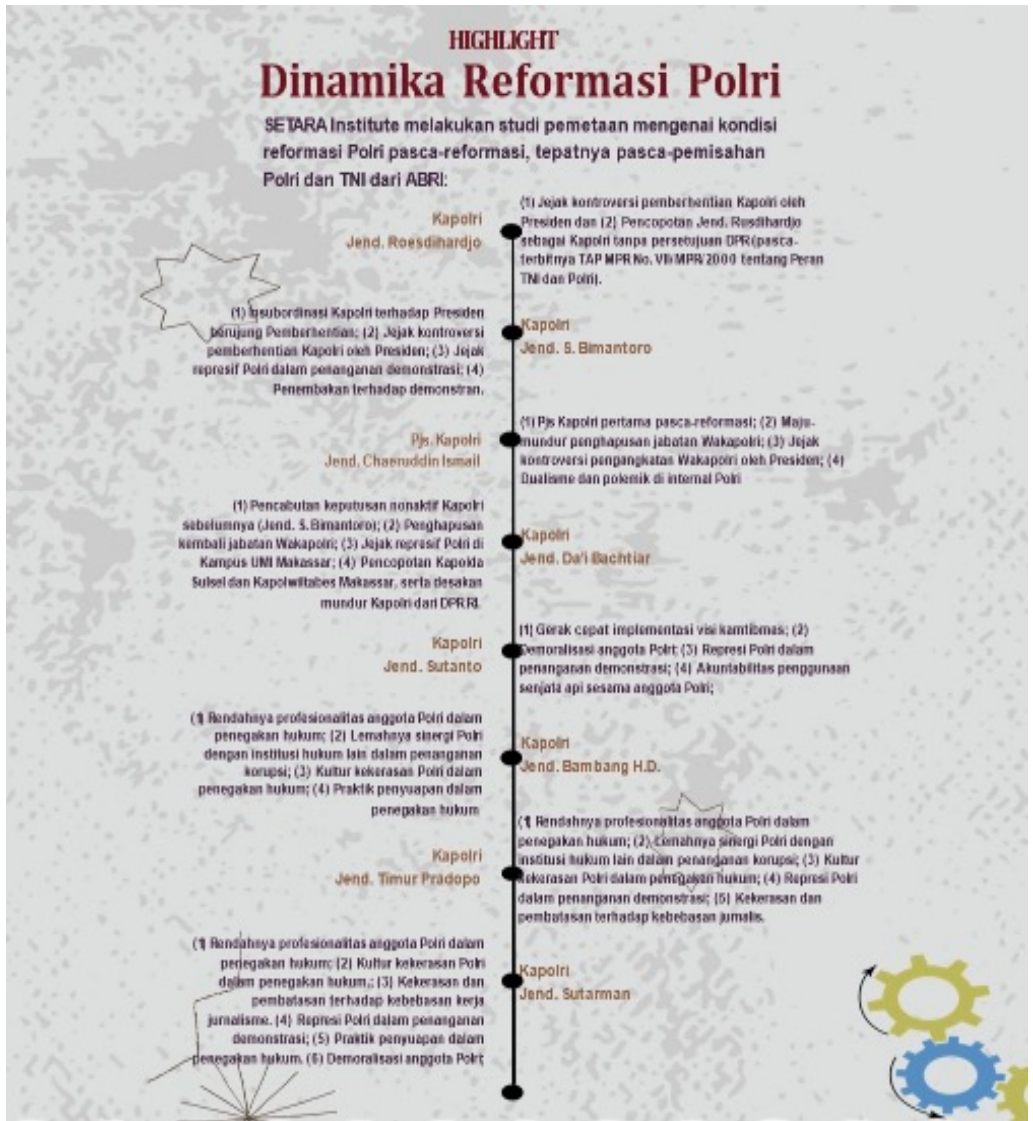 HIGHLIGHT
Dinamika Reformasi Polri
SETARA Institute melakukan studi pemetaan mengenai kondisi
reformasi Polri pasca-reformasi, tepatnya pasca-pemisahan
Polri dan TNI dari ABRI:
Kapolri
Jend. Roesdihardjo
(1) Jejak kontroversi pemberhentian Kapolri oleh
Presiden dan (2) Pencopotan Jend. Rusdihardjo
sebagai Kapolri tanpa persetujuan DPR (pasca-
terbitnya TAP MPR No. VII/MPR/2000 tentang Peran
TNI dan Polri).
Kapolri
Jend. S. Bimantoro
(1) Insubordinasi Kapolri terhadap Presiden
berujung Pemberhentian; (2) Jejak kontroversi
pemberhentian Kapolri oleh Presiden; (3) Jejak
represif Polri dalam penanganan demonstrasi; (4)
Penembakan terhadap demonstran.
Pjs. Kapolri
Jend. Chaeruddin Ismail
(1) Pjs Kapolri pertama pasca-reformasi; (2) Maju-
mundur penghapusan jabatan Wakapolri; (3) Jejak
kontroversi pengangkatan Wakapolri oleh Presiden; (4)
Dualisme dan polemik di internal Polri
Kapolri
Jend. Da'i Bachtiar
(1) Pencabutan keputusan nonaktif Kapolri
sebelumnya (Jend. S. Bimantoro); (2) Penghapusan
kembali jabatan Wakapolri; (3) Jejak represif Polri di
Kampus UMI Makassar; (4) Pencopotan Kapolda
Sulsel dan Kapolwiltabes Makassar, serta desakan
mundur Kapolri dari DPR RI.
Kapolri
Jend. Sutanto
(1) Gerak cepat implementasi visi kamtibmas; (2)
Demoralisasi anggota Polri; (3) Represi Polri dalam
penanganan demonstrasi; (4) Akuntabilitas penggunaan
senjata api sesama anggota Polri;
Kapolri
Jend. Bambang H.D.
(1) Rendahnya profesionalitas anggota Polri dalam
penegakan hukum; (2) Lemahnya sinergi Polri
dengan institusi hukum lain dalam penanganan
korupsi; (3) Kultur kekerasan Polri dalam
penegakan hukum; (4) Praktik penyuapan dalam
penegakan hukum
Kapolri
Jend. Timur Pradopo
(1) Rendahnya profesionalitas anggota Polri dalam
penegakan hukum; (2) Lemahnya sinergi Polri dengan
institusi hukum lain dalam penanganan korupsi; (3) Kultur
kekerasan Polri dalam penegakan hukum; (4) Represi Polri
dalam penanganan demonstrasi; (5) Kekerasan dan
pembatasan terhadap kebebasan jurnalis.
Kapolri
Jend. Sutarman
(1) Rendahnya profesionalitas anggota Polri dalam
penegakan hukum; (2) Kultur kekerasan Polri
dalam penegakan hukum,; (3) Kekerasan dan
pembatasan terhadap kebebasan kerja
jurnalisme. (4) Represi Polri dalam penanganan
demonstrasi; (5) Praktik penyuapan dalam
penegakan hukum. (6) Demoralisasi anggota Polri;